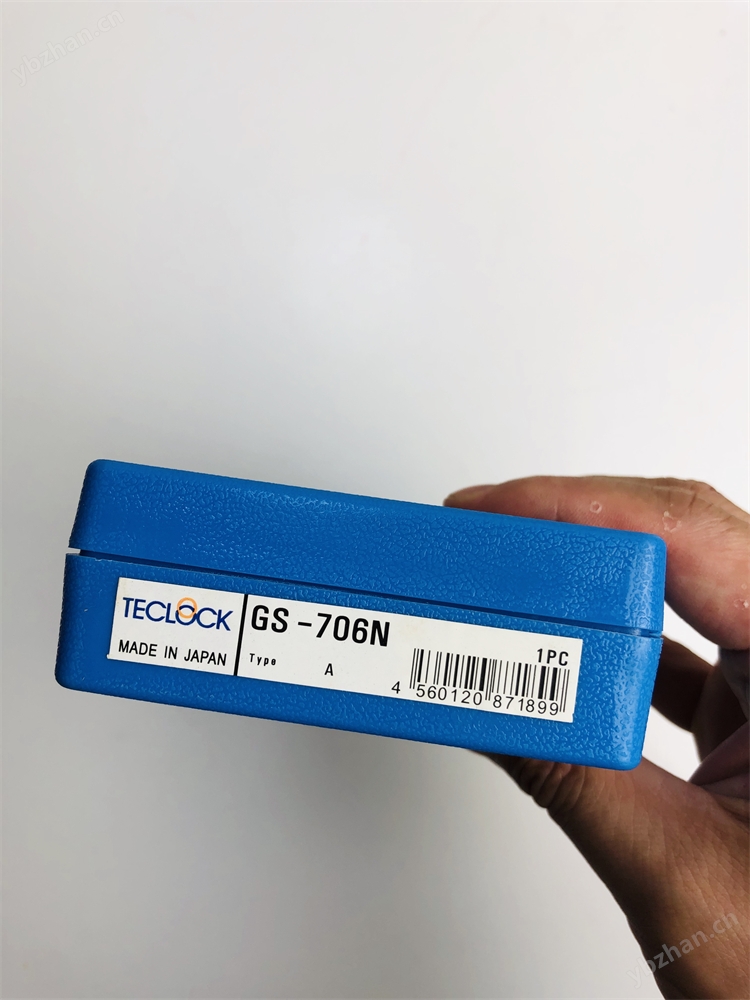 ybzhan.cn
TECLOCK
MADE IN JAPAN
GS-706N
Type A
1PC
4 560120 871899
ybzhan.cn